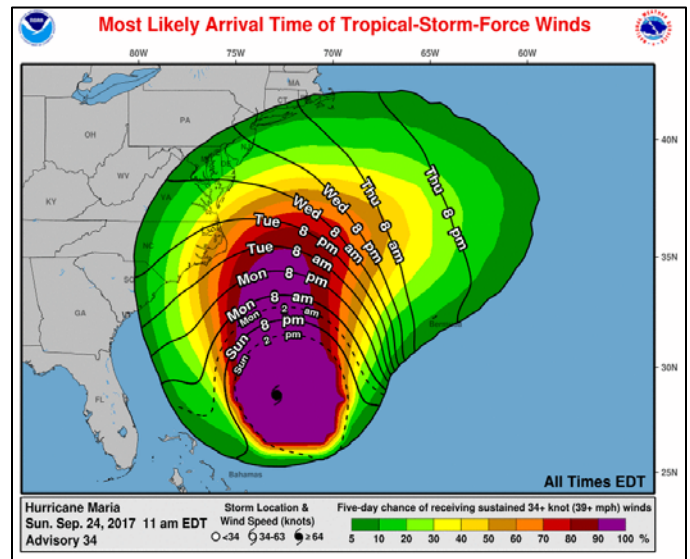 Most Likely Arrival Time of Tropical-Storm-Force Winds
80W 75W 70W 65W 60W
MA
CT
PA
NJ
OH
DE
WV
VA
KY
NC
SC
GA
FL
40N
35N
30N
25N
Thu 8 pm
Thu 8 am
Wed 8 pm
Wed 8 am
Tue 8 pm
Tue 8 am
Mon 8 pm
Mon 8 am
Mon 2 am
Sun 8 pm
Sun 2 pm
Bermuda
Bahamas
All Times EDT
Hurricane Maria
Sun. Sep. 24, 2017 11 am EDT
Advisory 34
Storm Location &
Wind Speed (knots)
<34 34-63 ≥ 64
Five-day chance of receiving sustained 34+ knot (39+ mph) winds
5 10 20 30 40 50 60 70 80 90 100 %